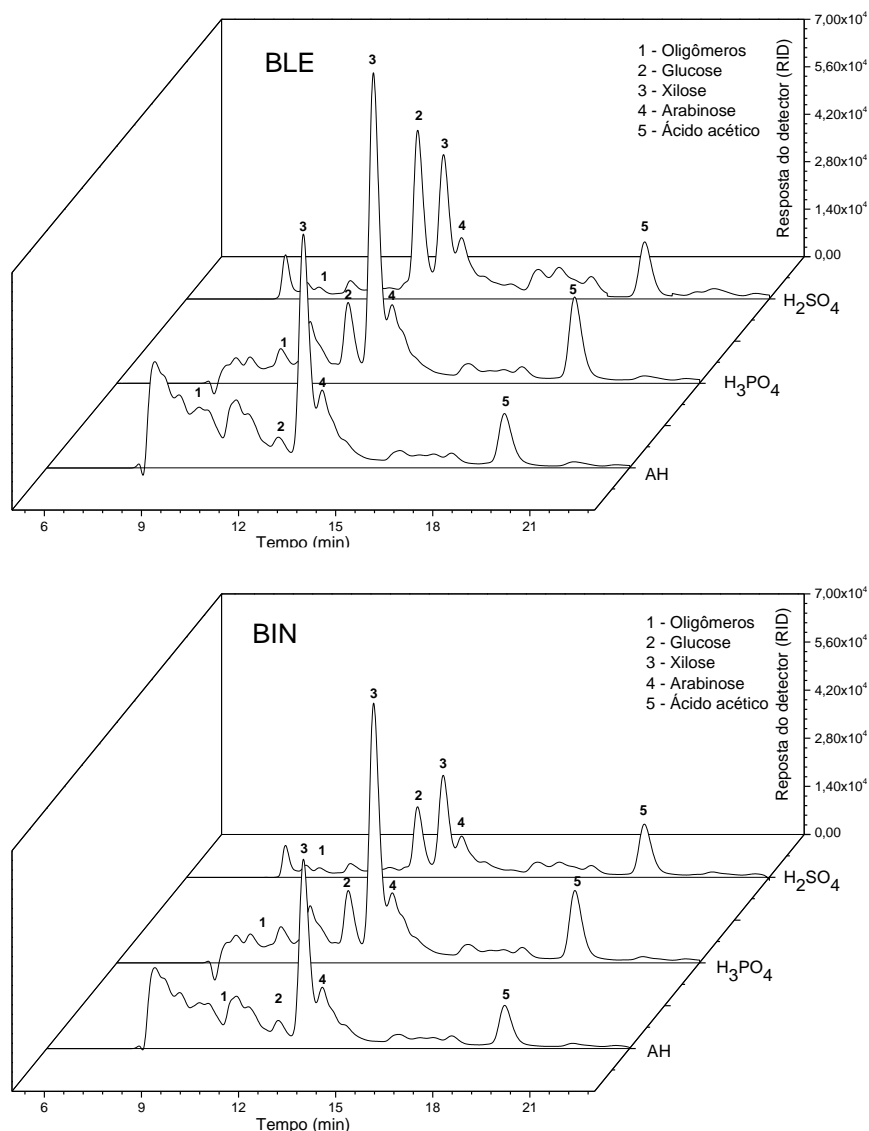 BLE
1 - Oligômeros
2 - Glucose
3 - Xilose
4 - Arabinose
5 - Ácido acético
Resposta do detector (RID)
7,00x10⁴
5,60x10⁴
4,20x10⁴
2,80x10⁴
1,40x10⁴
0,00
3
2
3
4
5
1
H₂SO₄
3
2
4
5
1
H₃PO₄
1
2
4
5
AH
6
9
12
15
18
21
Tempo (min)
BIN
1 - Oligômeros
2 - Glucose
3 - Xilose
4 - Arabinose
5 - Ácido acético
Reposta do detector (RID)
7,00x10⁴
5,60x10⁴
4,20x10⁴
2,80x10⁴
1,40x10⁴
0,00
3
2
3
4
5
1
H₂SO₄
3
2
4
5
1
H₃PO₄
1
2
4
5
AH
6
9
12
15
18
21
Tempo (min)